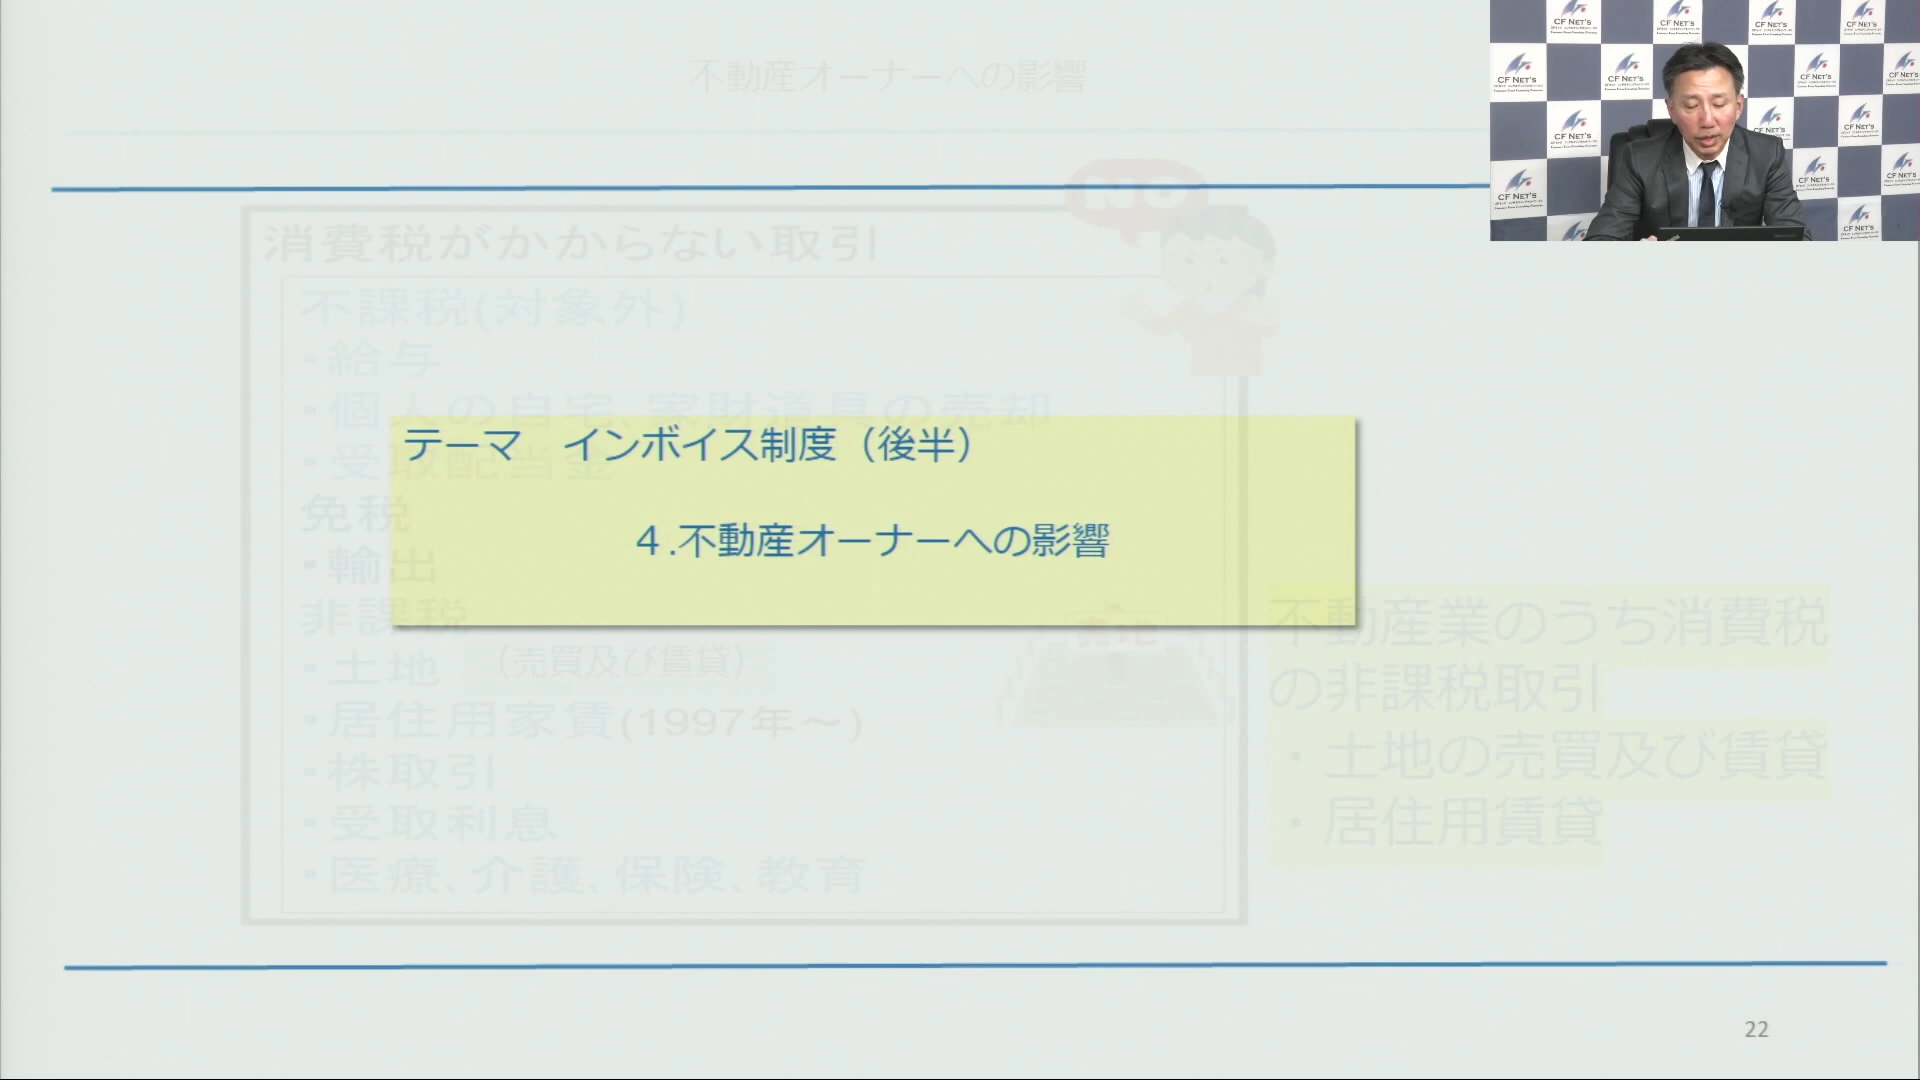 不動産オーナーへの影響
NO
消費税がかからない取引
不課税(対象外)
・給与
・個人の自宅、家財道具の売却
・受取配当金
テーマ　インボイス制度（後半）
４.不動産オーナーへの影響
免税
・輸出
非課税
・土地 （売買及び賃貸）
・居住用家賃(1997年～)
・株取引
・受取利息
・医療、介護、保険、教育
売地
不動産業のうち消費税
の非課税取引
・土地の売買及び賃貸
・居住用賃貸
22
CF NET'S